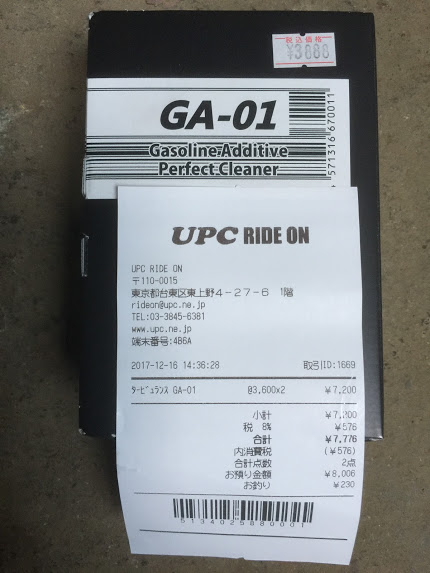 税込価格
¥3888
GA-01
Gasoline Additive
Perfect Cleaner
571316670011
UPC RIDE ON
UPC RIDE ON
〒110-0015
東京都台東区東上野4-27-6 1階
rideon@upc.ne.jp
TEL:03-3845-6381
www.upc.ne.jp
端末番号:4B6A
2017-12-16 14:36:28 取引ID:1669
ﾀｰﾋﾞｭﾗﾝｽ GA-01 @3,600x2 ¥7,200
小計 ¥7,200
税 8% ¥576
合計 ¥7,776
内消費税 (¥576)
合計点数 2点
お預り金額 ¥8,006
お釣り ¥230
5134025880001